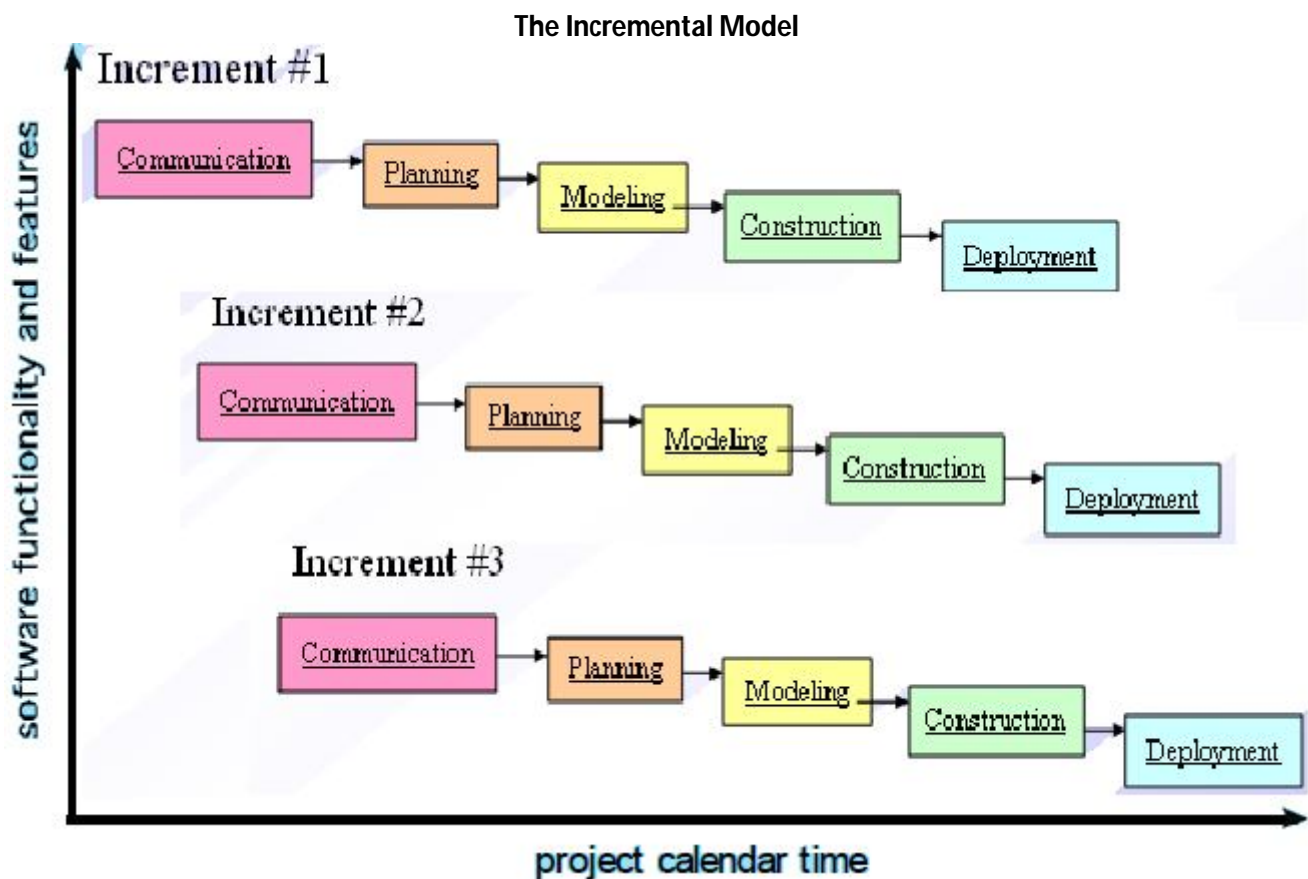 The Incremental Model
Increment #1
software functionality and features
Communication
Planning
Modeling
Construction
Deployment
Increment #2
Communication
Planning
Modeling
Construction
Deployment
Increment #3
Communication
Planning
Modeling
Construction
Deployment
project calendar time